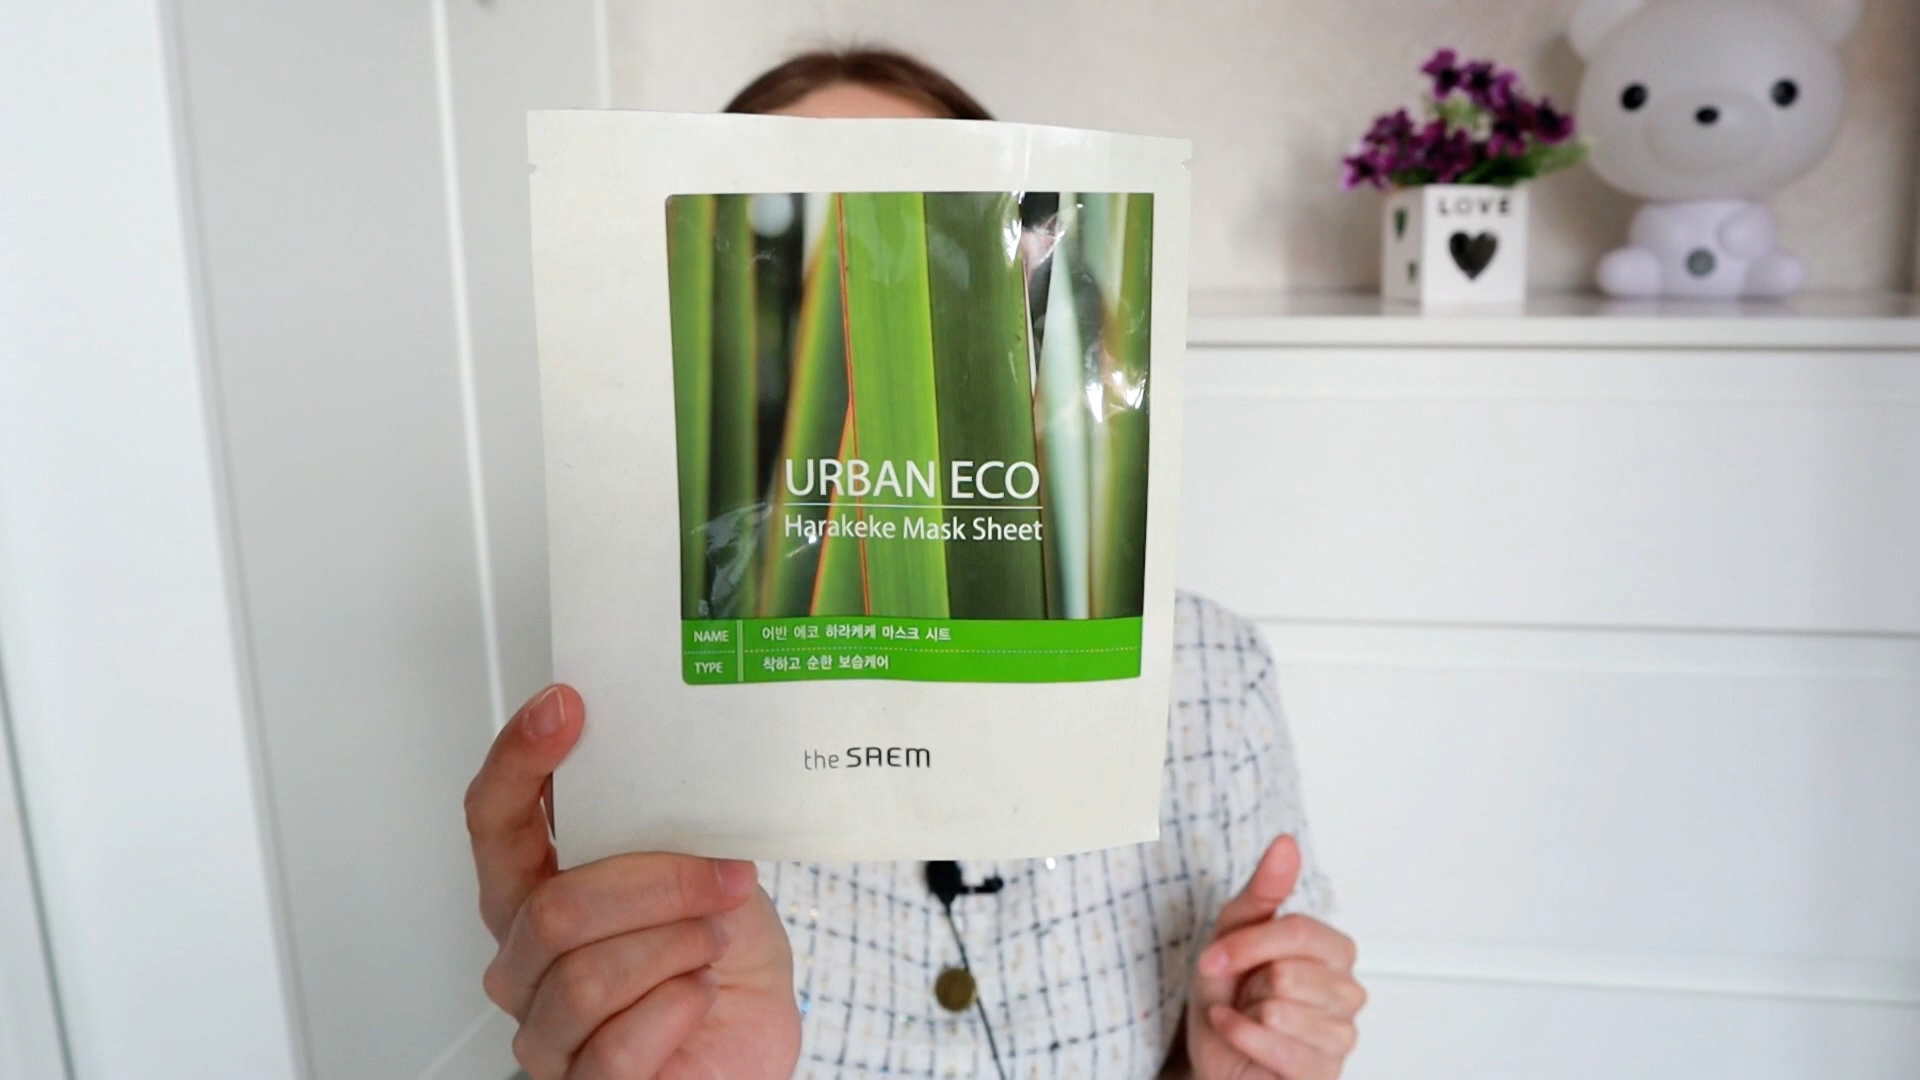 LOVE
URBAN ECO
Harakeke Mask Sheet
NAME 어반 에코 하라케케 마스크 시트
TYPE 착하고 순한 보습케어
the SAEM